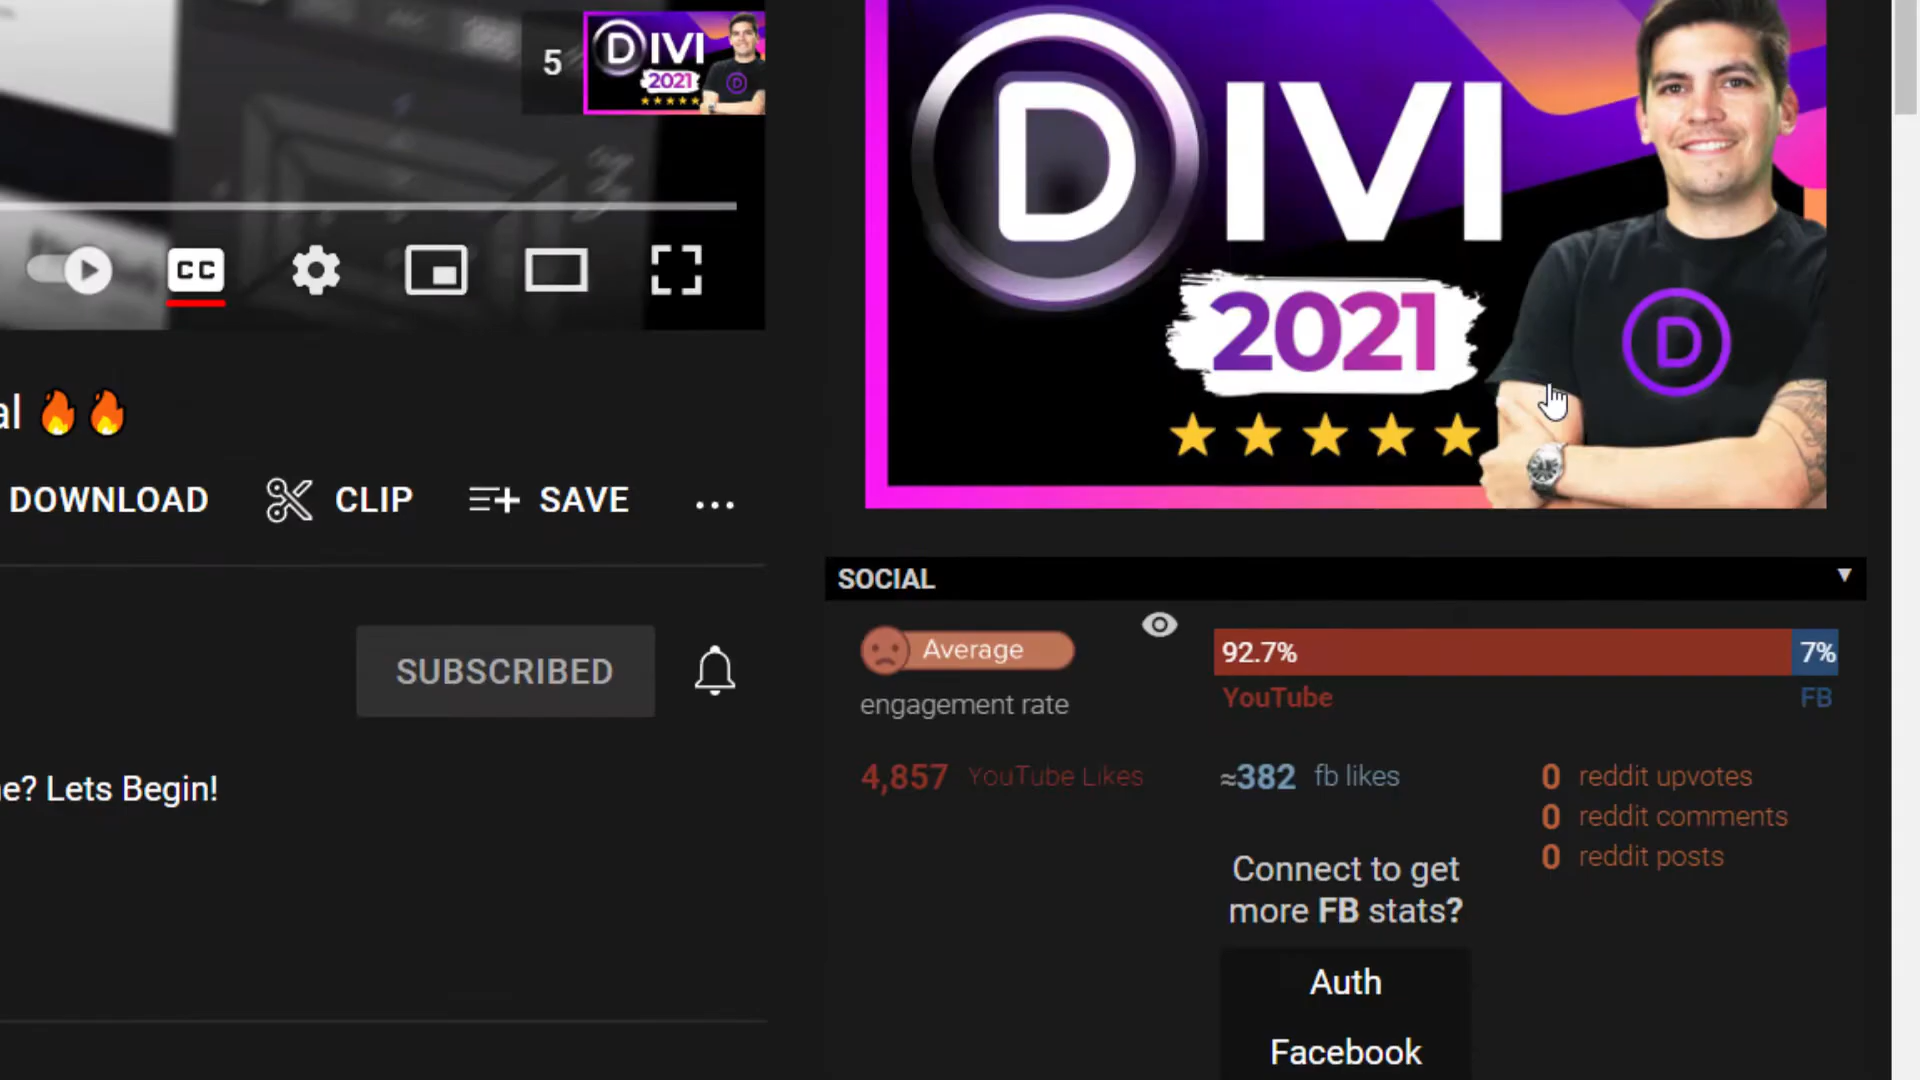 5
DIVI
2021
DIVI
2021
D
CC
al 🔥🔥
DOWNLOAD
CLIP
SAVE
...
SUBSCRIBED
e? Lets Begin!
SOCIAL
Average
engagement rate
92.7%
7%
YouTube
FB
4,857 YouTube Likes
≈382 fb likes
0 reddit upvotes
0 reddit comments
0 reddit posts
Connect to get
more FB stats?
Auth
Facebook